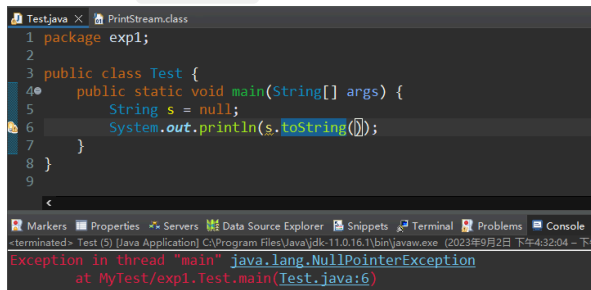 Test.java PrintStream.class
1 package exp1;
2
3 public class Test {
4 public static void main(String[] args) {
5 String s = null;
6 System.out.println(s.toString());
7 }
8 }
9
Markers Properties Servers Data Source Explorer Snippets Terminal Problems Console
<terminated> Test (5) [Java Application] C:\Program Files\Java\jdk-11.0.16.1\bin\javaw.exe (2023年9月2日 下午4:32:04 – 下
Exception in thread "main" java.lang.NullPointerException
at MyTest/exp1.Test.main(Test.java:6)